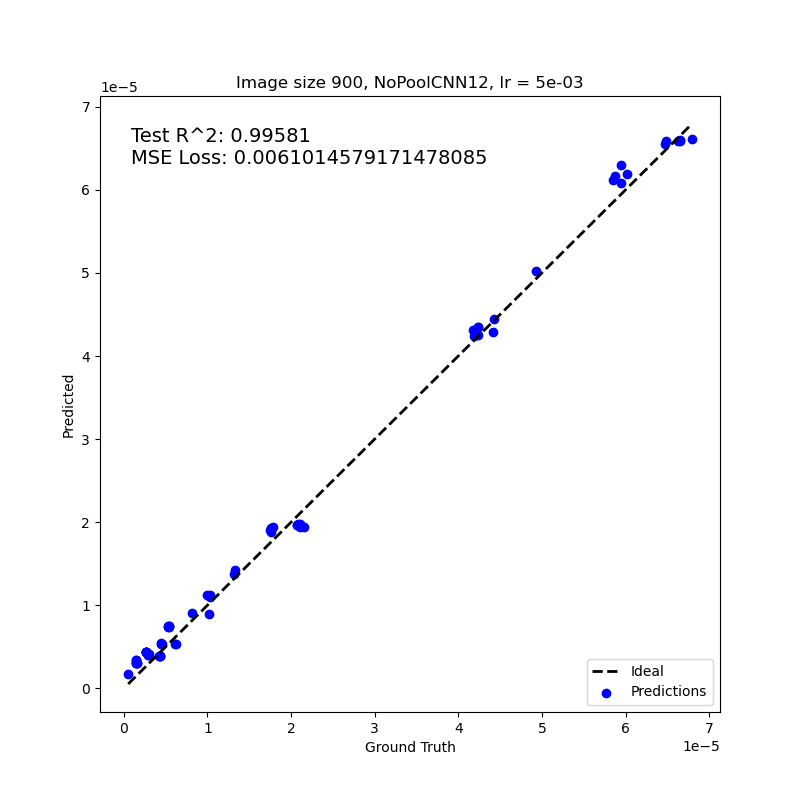 Image size 900, NoPoolCNN12, lr = 5e-03
1e−5
7
6
5
4
3
2
1
0
Predicted
Test R^2: 0.99581
MSE Loss: 0.0061014579171478085
Ideal
Predictions
0 1 2 3 4 5 6 7
1e−5
Ground Truth